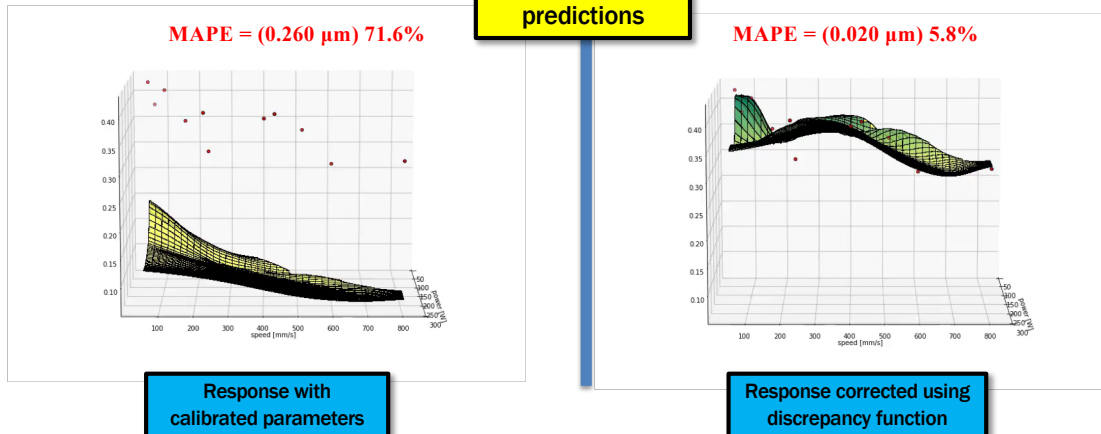 predictions
MAPE = (0.260 μm) 71.6%
MAPE = (0.020 μm) 5.8%
0.40
0.35
0.30
0.25
0.20
0.15
0.10
100 200 300 400 500 600 700 800
speed [mm/s]
50
100
150
200
250
300
power [W]
0.40
0.35
0.30
0.25
0.20
0.15
0.10
100 200 300 400 500 600 700 800
speed [mm/s]
50
100
150
200
250
300
power [W]
Response with
calibrated parameters
Response corrected using
discrepancy function